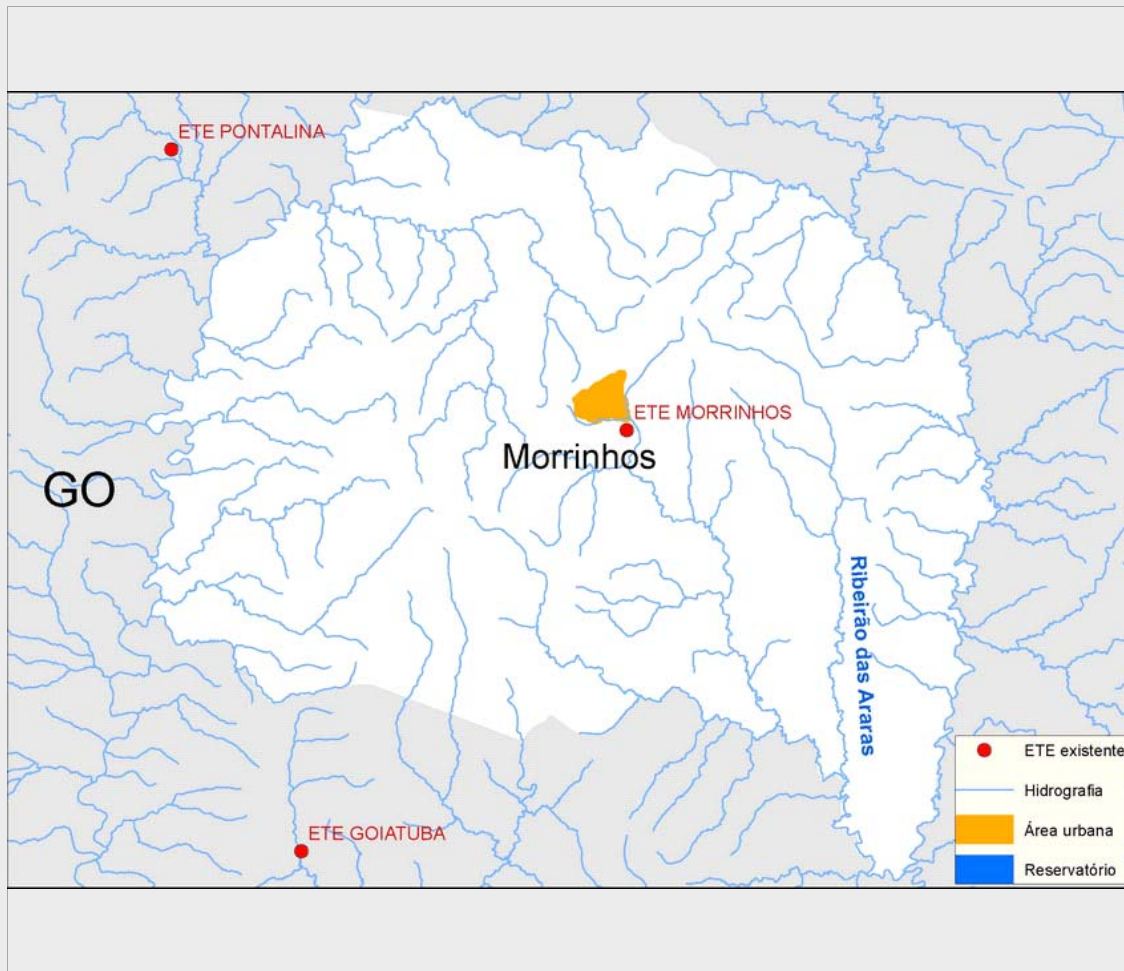 ETE PONTALINA
ETE MORRINHOS
Morrinhos
GO
Ribeirão das Araras
ETE GOIATUBA
ETE existente
Hidrografia
Área urbana
Reservatório